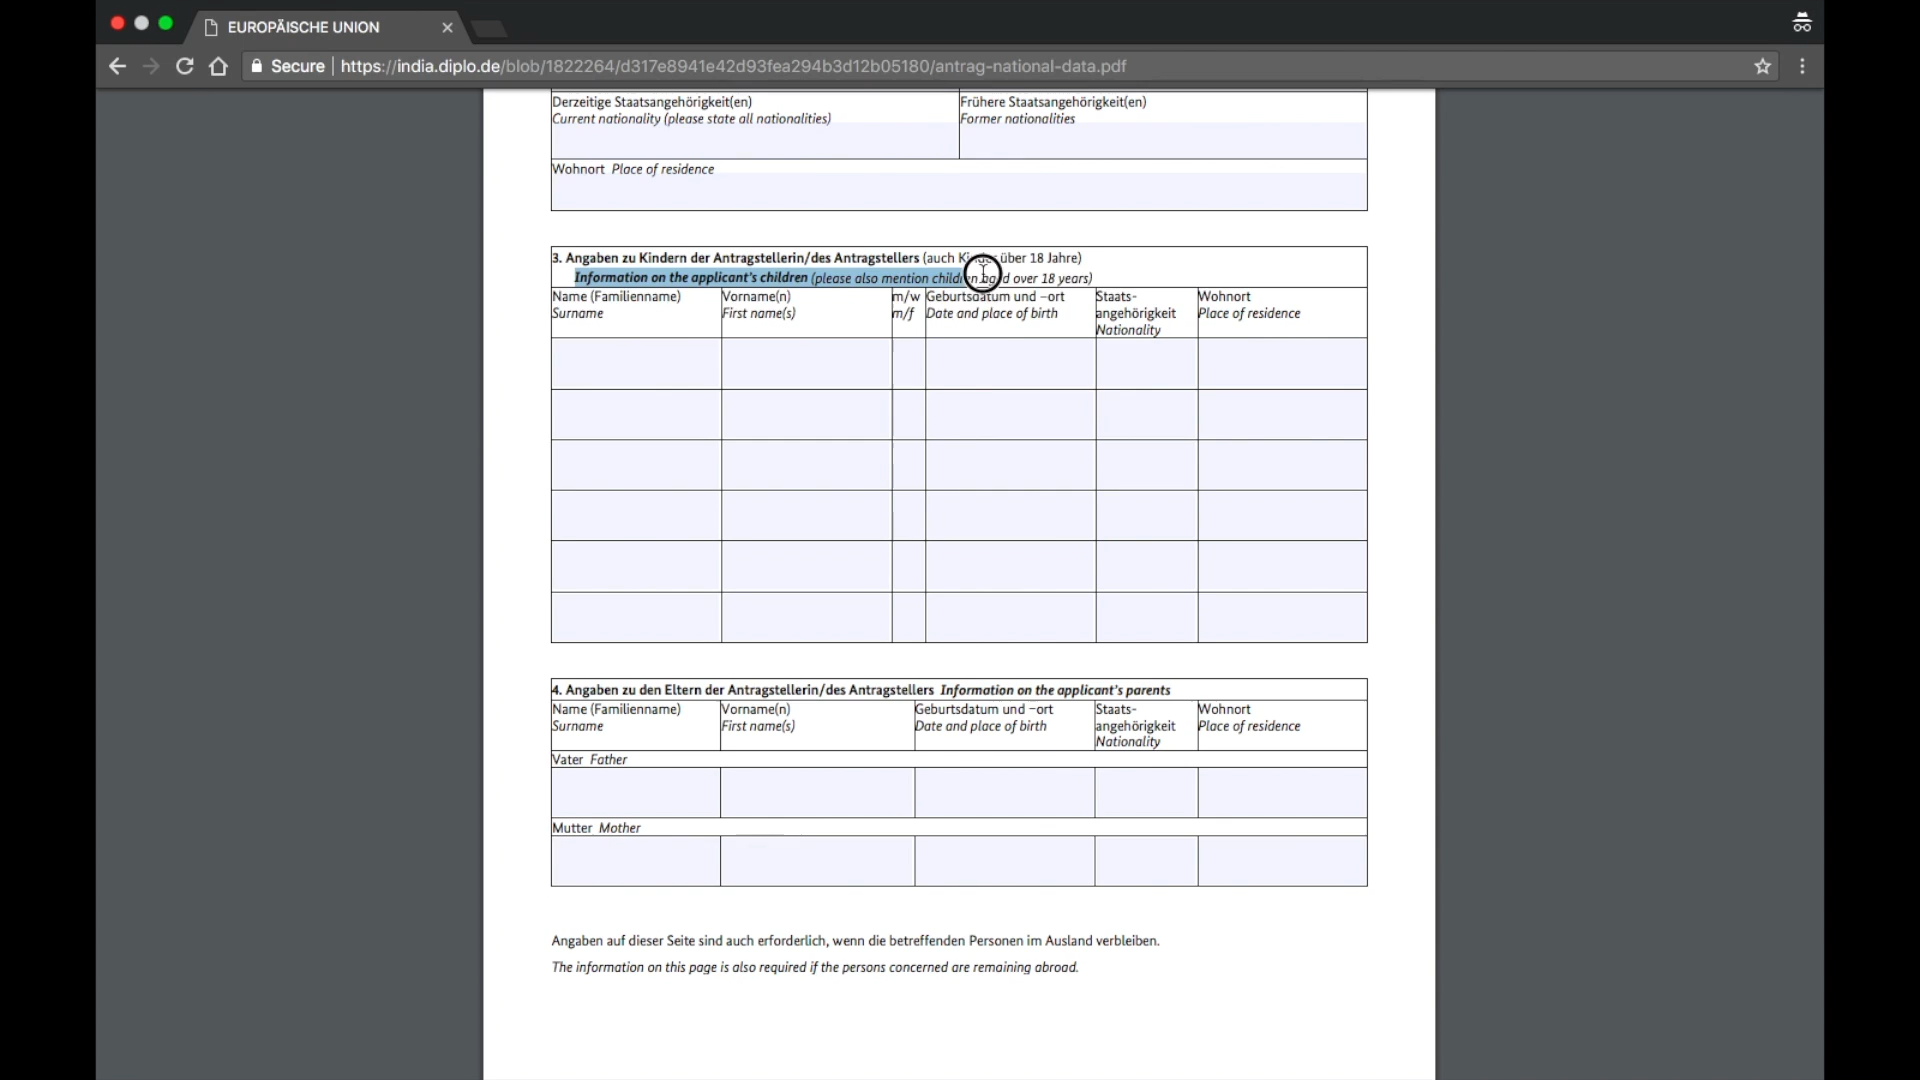 EUROPÄISCHE UNION
Secure https://india.diplo.de/blob/1822264/d317e8941e42d93fea294b3d12b05180/antrag-national-data.pdf
Derzeitige Staatsangehörigkeit(en) Frühere Staatsangehörigkeit(en)
Current nationality (please state all nationalities) Former nationalities
Wohnort Place of residence
3. Angaben zu Kindern der Antragstellerin/des Antragstellers (auch Kinder über 18 Jahre)
Information on the applicant's children (please also mention children over 18 years)
Name (Familienname) Vorname(n) m/w Geburtsdatum und –ort Staats- Wohnort
Surname First name(s) m/f Date and place of birth angehörigkeit Place of residence
Nationality
4. Angaben zu den Eltern der Antragstellerin/des Antragstellers Information on the applicant's parents
Name (Familienname) Vorname(n) Geburtsdatum und –ort Staats- Wohnort
Surname First name(s) Date and place of birth angehörigkeit Place of residence
Nationality
Vater Father
Mutter Mother
Angaben auf dieser Seite sind auch erforderlich, wenn die betreffenden Personen im Ausland verbleiben.
The information on this page is also required if the persons concerned are remaining abroad.